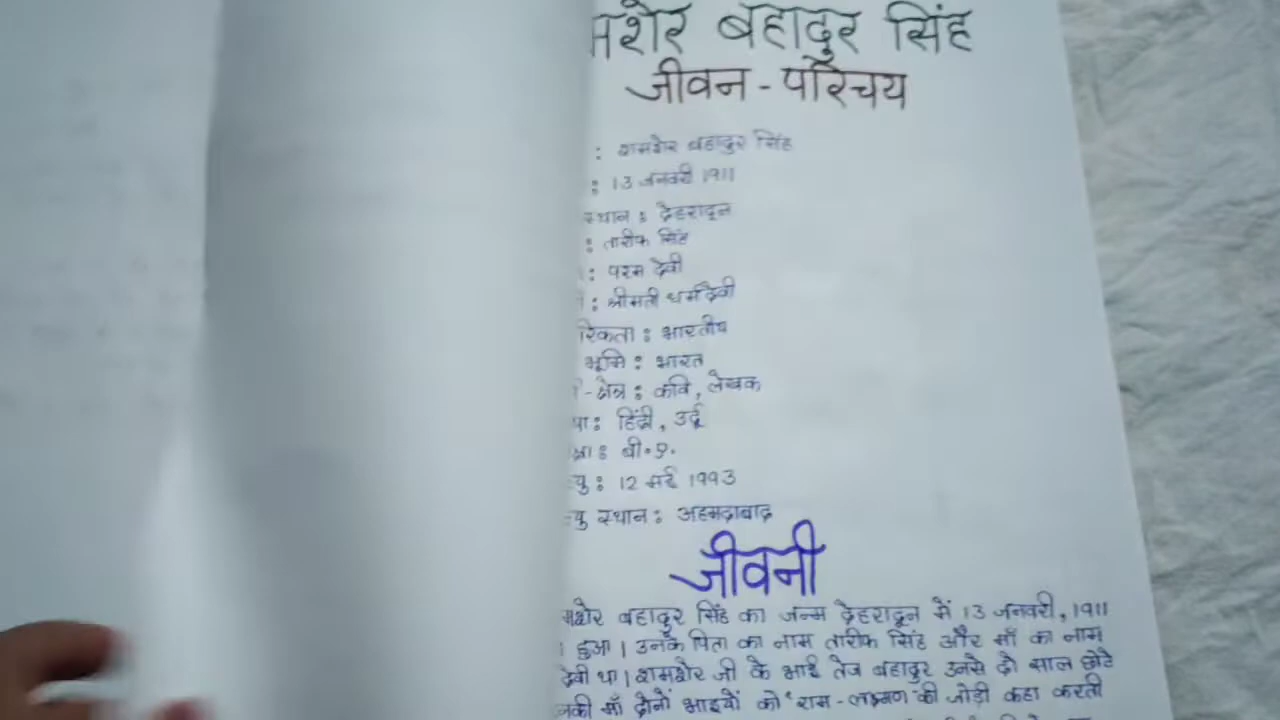 मशेर बहादुर सिंह
जीवन - परिचय
: शमशेर बहादुर सिंह
: 13 जनवरी 1911
स्थान : देहरादून
: तारीफ सिंह
: परम देवी
: श्रीमती धर्मदेवी
रिकता : भारतीय
भूमि : भारत
-क्षेत्र : कवि, लेखक
षा : हिंदी, उर्दू
क्षा : बी.ए.
यु : 12 मई 1993
यु स्थान : अहमदाबाद
जीवनी
मशेर बहादुर सिंह का जन्म देहरादून में 13 जनवरी, 1911
हुआ। उनके पिता का नाम तारीफ सिंह और माँ का नाम
देवी था। शमशेर जी के भाई तेज बहादुर उनसे दो साल छोटे
नकी माँ दोनों भाइयों को 'राम-लक्ष्मण' की जोड़ी कहा करती